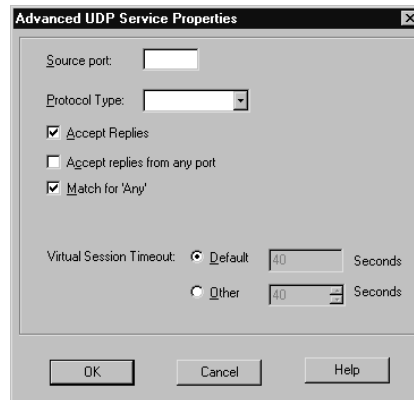 Advanced UDP Service Properties
Source port:
Protocol Type:
Accept Replies
Accept replies from any port
Match for 'Any'
Virtual Session Timeout: Default 40 Seconds
Other 40 Seconds
OK Cancel Help